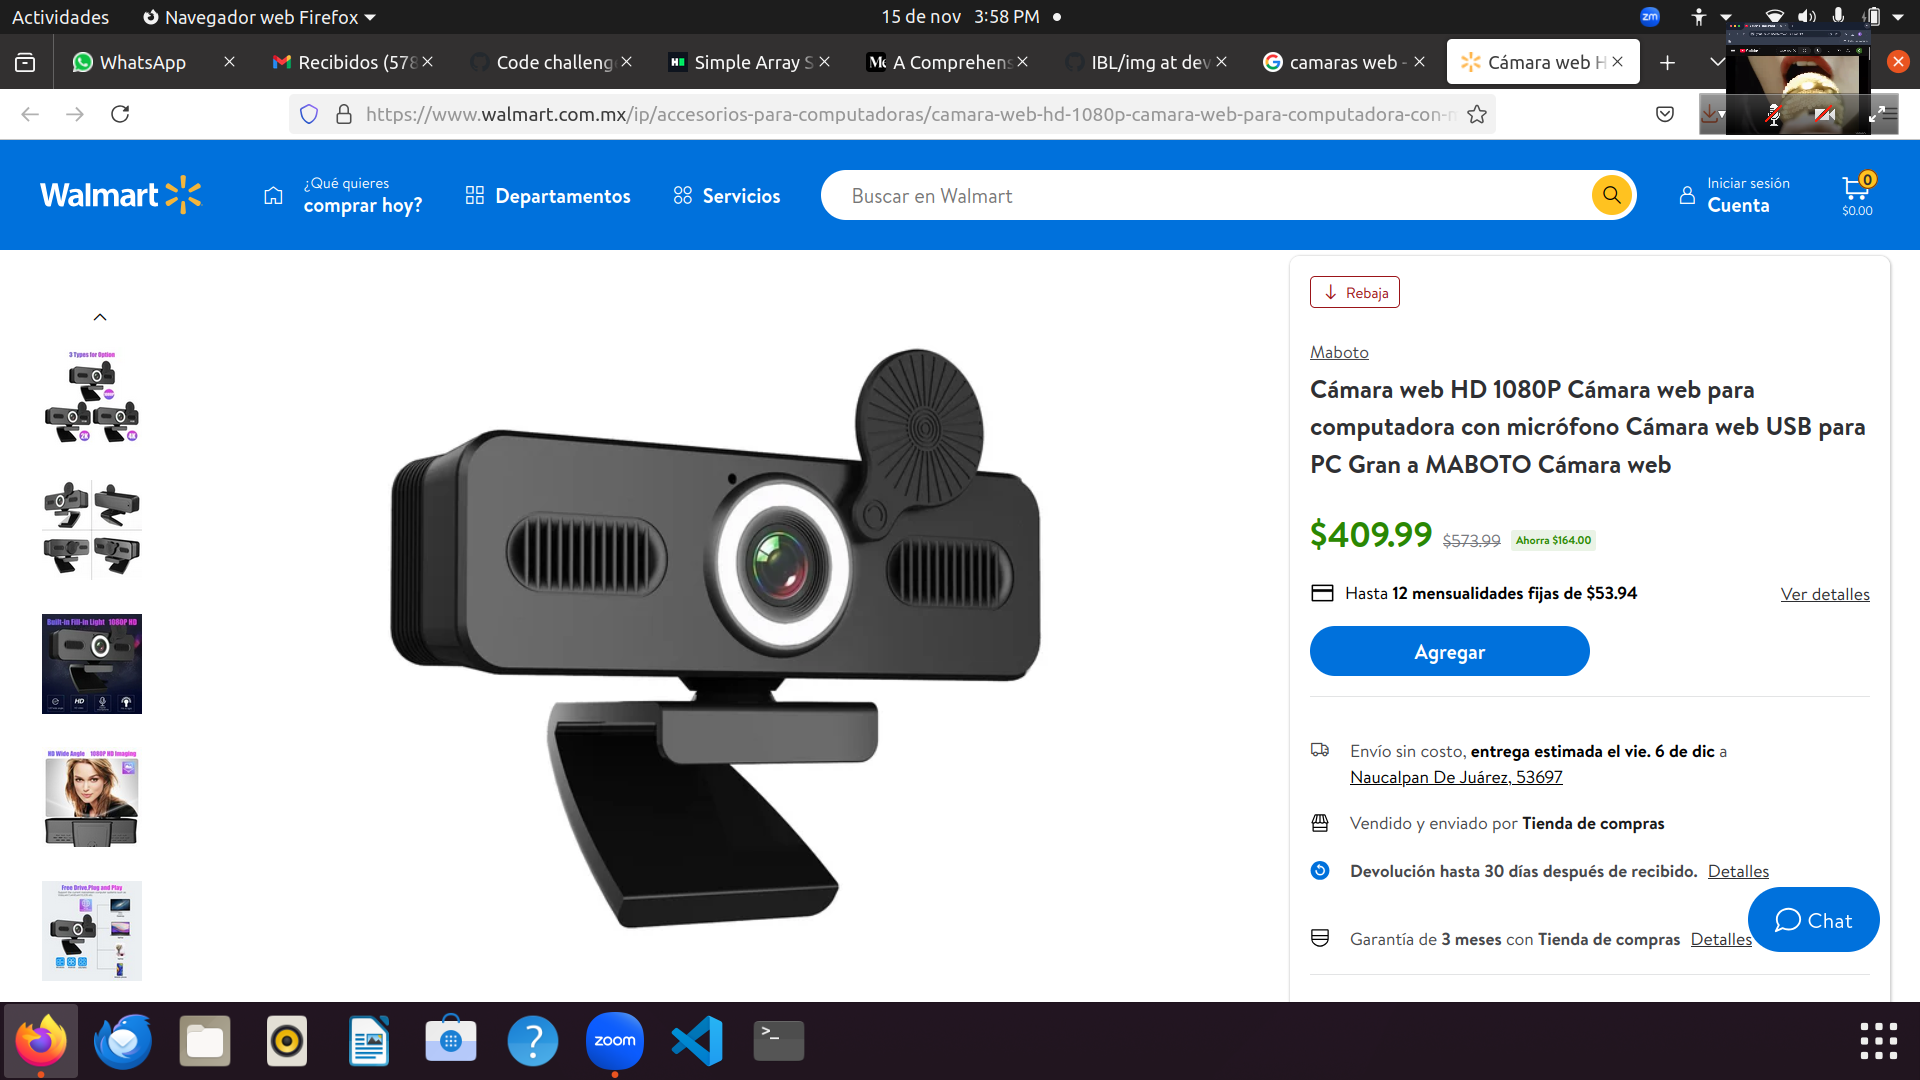 Actividades
Navegador web Firefox
15 de nov 3:58 PM
zm
WhatsApp
Recibidos (578
Code challeng
Simple Array S
A Comprehens
IBL/img at dev
camaras web -
Cámara web H
https://www.walmart.com.mx/ip/accesorios-para-computadoras/camara-web-hd-1080p-camara-web-para-computadora-con-m
Walmart
¿Qué quieres
comprar hoy?
Departamentos
Servicios
Buscar en Walmart
Iniciar sesión
Cuenta
0
$0.00
3 Types for Option
2K
4K
Built-in Fill-in Light 1080P HD
HD
HD Wide Angle 1080P HD Imaging
Free Drive,Plug and Play
Rebaja
Maboto
Cámara web HD 1080P Cámara web para
computadora con micrófono Cámara web USB para
PC Gran a MABOTO Cámara web
$409.99 $573.99 Ahorra $164.00
Hasta 12 mensualidades fijas de $53.94
Ver detalles
Agregar
Envío sin costo, entrega estimada el vie. 6 de dic a
Naucalpan De Juárez, 53697
Vendido y enviado por Tienda de compras
Devolución hasta 30 días después de recibido. Detalles
Garantía de 3 meses con Tienda de compras Detalles
Chat
zoom